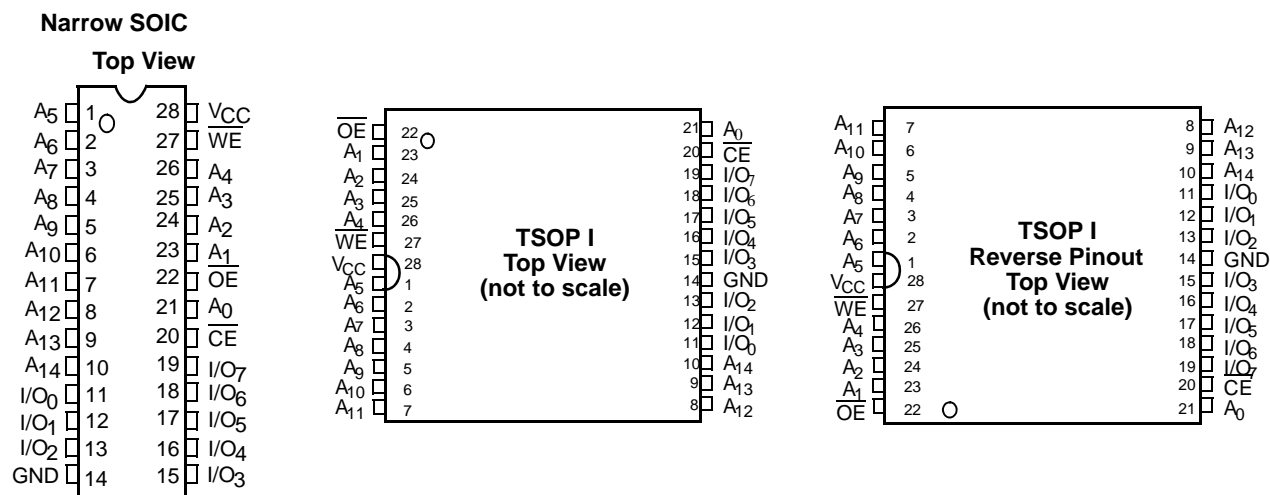 Narrow SOIC
Top View
A5 1 28 VCC
A6 2 27 WE
A7 3 26 A4
A8 4 25 A3
A9 5 24 A2
A10 6 23 A1
A11 7 22 OE
A12 8 21 A0
A13 9 20 CE
A14 10 19 I/O7
I/O0 11 18 I/O6
I/O1 12 17 I/O5
I/O2 13 16 I/O4
GND 14 15 I/O3
OE 22 21 A0
A1 23 20 CE
A2 24 19 I/O7
A3 25 18 I/O6
A4 26 17 I/O5
WE 27 16 I/O4
VCC 28 15 I/O3
A5 1 14 GND
A6 2 13 I/O2
A7 3 12 I/O1
A8 4 11 I/O0
A9 5 10 A14
A10 6 9 A13
A11 7 8 A12
TSOP I
Top View
(not to scale)
A11 7 8 A12
A10 6 9 A13
A9 5 10 A14
A8 4 11 I/O0
A7 3 12 I/O1
A6 2 13 I/O2
A5 1 14 GND
VCC 28 15 I/O3
WE 27 16 I/O4
A4 26 17 I/O5
A3 25 18 I/O6
A2 24 19 I/O7
A1 23 20 CE
OE 22 21 A0
TSOP I
Reverse Pinout
Top View
(not to scale)